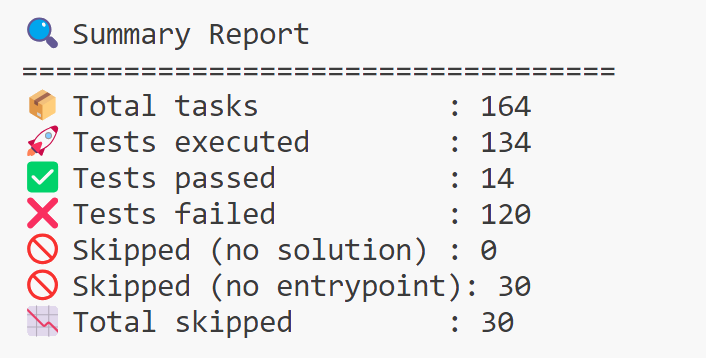 🔍 Summary Report
===================================
📦 Total tasks           : 164
🚀 Tests executed        : 134
✅ Tests passed          : 14
❌ Tests failed          : 120
🚫 Skipped (no solution) : 0
🚫 Skipped (no entrypoint): 30
📉 Total skipped         : 30